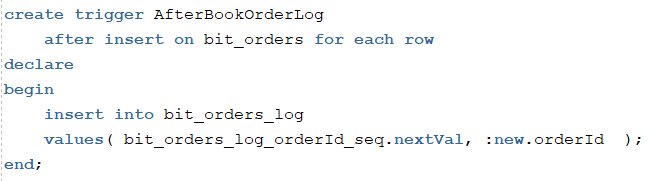 create trigger AfterBookOrderLog
    after insert on bit_orders for each row
declare
begin
    insert into bit_orders_log
    values( bit_orders_log_orderId_seq.nextVal, :new.orderId  );
end;